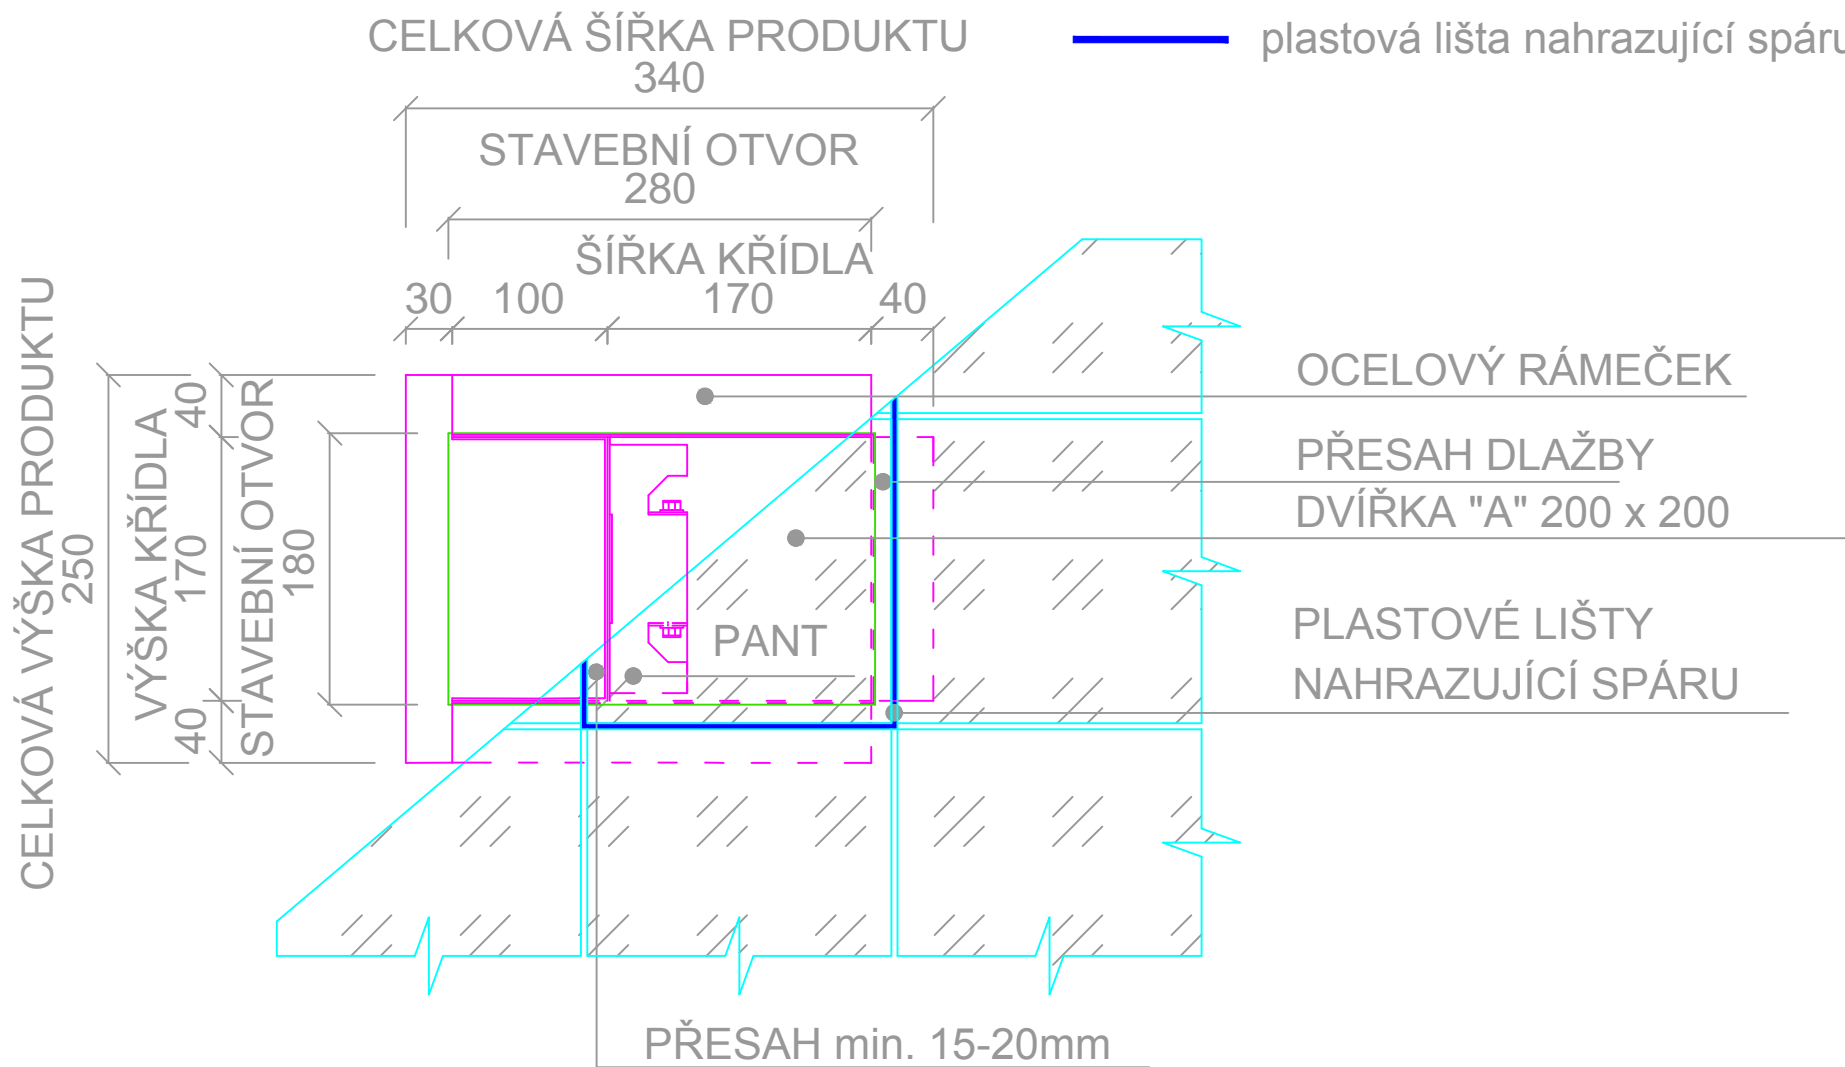 CELKOVÁ ŠÍŘKA PRODUKTU
340
plastová lišta nahrazující spáru
STAVEBNÍ OTVOR
280
ŠÍŘKA KŘÍDLA
30 100 170 40
CELKOVÁ VÝŠKA PRODUKTU
250
VÝŠKA KŘÍDLA
40 170 40
STAVEBNÍ OTVOR
180
OCELOVÝ RÁMEČEK
PŘESAH DLAŽBY
DVÍŘKA "A" 200 x 200
PANT
PLASTOVÉ LIŠTY
NAHRAZUJÍCÍ SPÁRU
PŘESAH min. 15-20mm